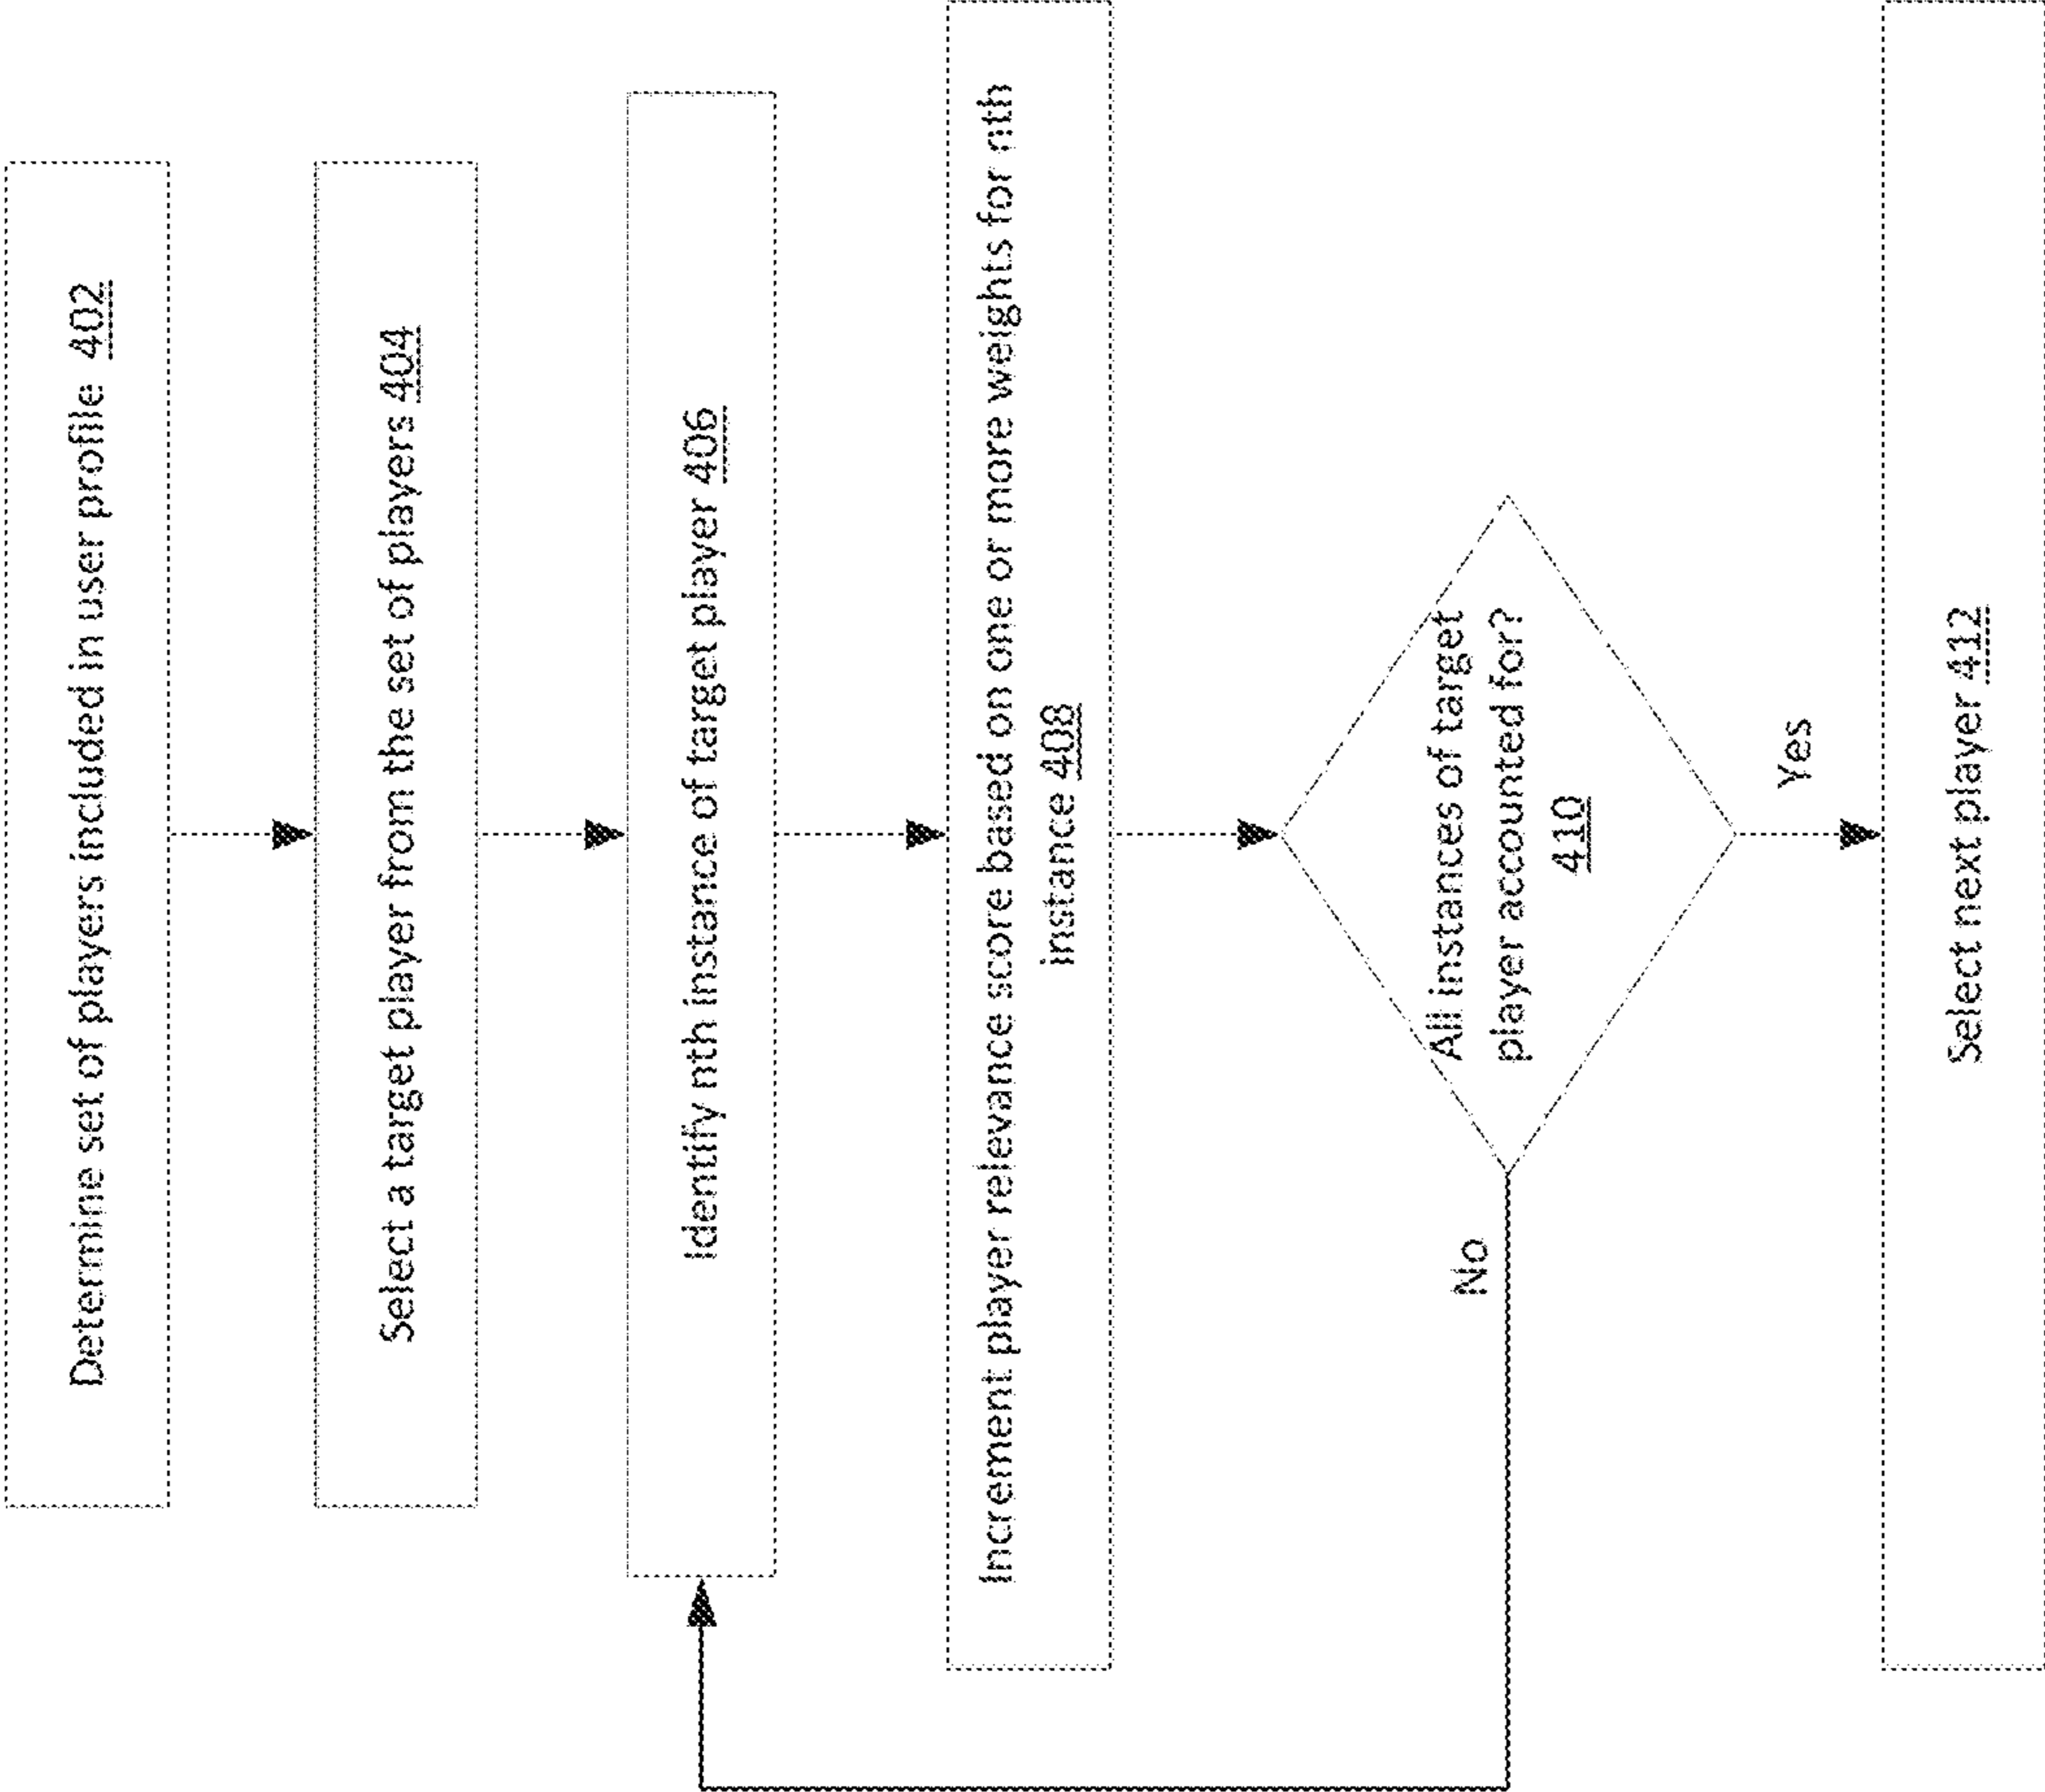 Determine set of players included in user profile 402
Select a target player from the set of players 404
Identify nth instance of target player 406
Increment player relevance score based on one or more weights for nth
instance 408
All instances of target
player accounted for?
410
No
Yes
Select next player 412